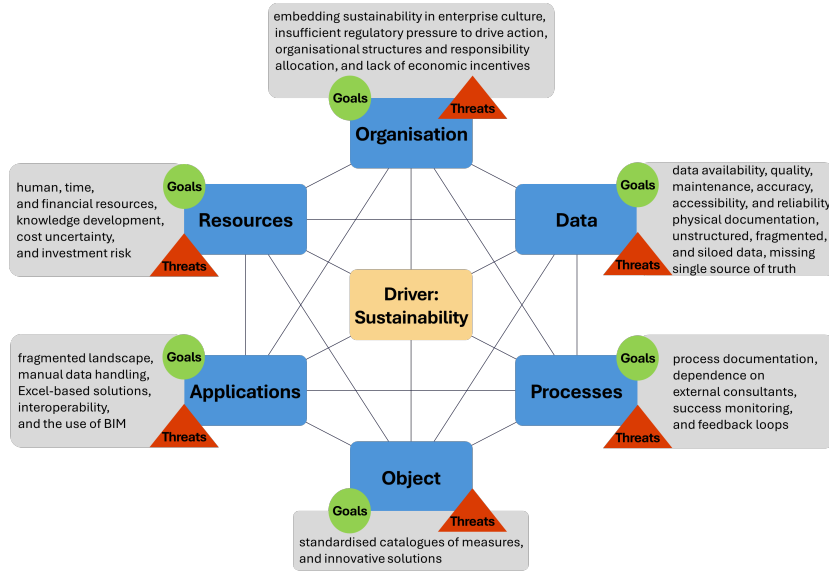 embedding sustainability in enterprise culture,
insufficient regulatory pressure to drive action,
organisational structures and responsibility
allocation, and lack of economic incentives
Goals
Threats
Organisation
human, time,
and financial resources,
knowledge development,
cost uncertainty,
and investment risk
Goals
Threats
Resources
Goals
Threats
Data
data availability, quality,
maintenance, accuracy,
accessibility, and reliability
physical documentation,
unstructured, fragmented,
and siloed data, missing
single source of truth
Driver:
Sustainability
fragmented landscape,
manual data handling,
Excel-based solutions,
interoperability,
and the use of BIM
Goals
Threats
Applications
Goals
Threats
Processes
process documentation,
dependence on
external consultants,
success monitoring,
and feedback loops
Object
Goals
Threats
standardised catalogues of measures,
and innovative solutions